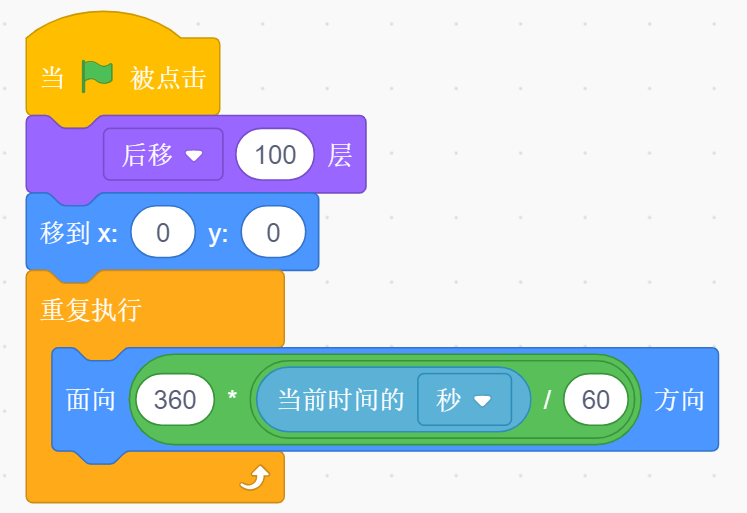 当 被点击
后移 100 层
移到 x: 0 y: 0
重复执行
面向 360 * 当前时间的 秒 / 60 方向